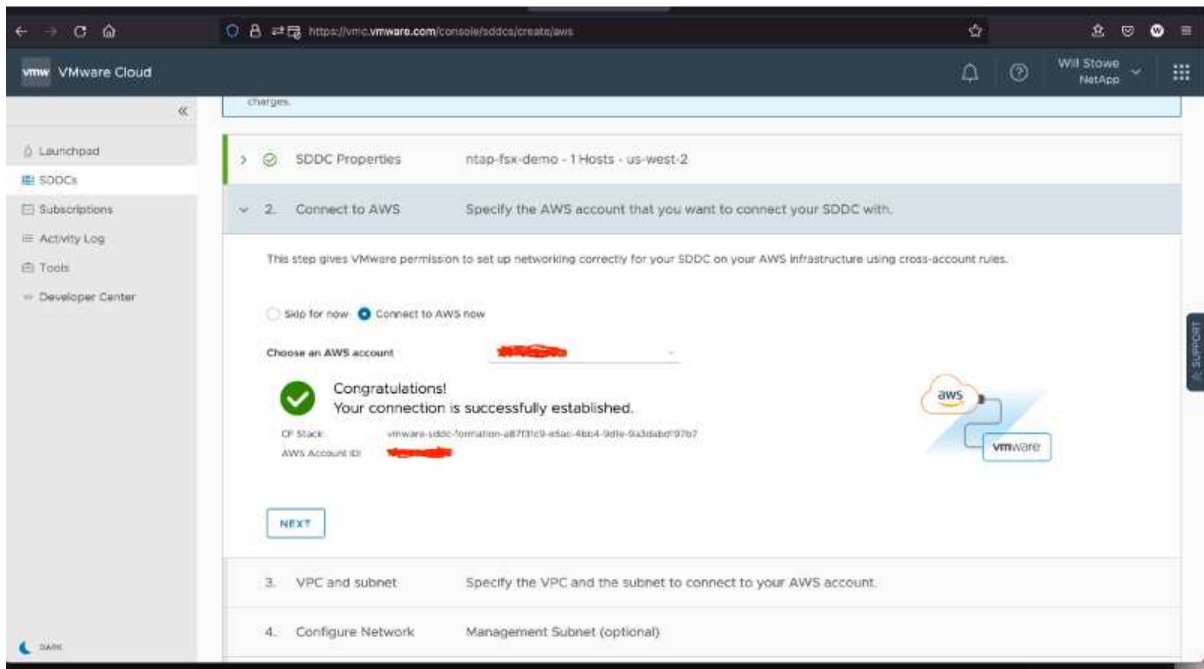 https://vmc.vmware.com/console/sddcs/create/aws
W
vmw VMware Cloud
Will Stowe
NetApp
charges.
Launchpad
SDDCs
Subscriptions
Activity Log
Tools
Developer Center
SDDC Properties ntap-fsx-demo - 1 Hosts - us-west-2
2. Connect to AWS Specify the AWS account that you want to connect your SDDC with.
This step gives VMware permission to set up networking correctly for your SDDC on your AWS infrastructure using cross-account rules.
Skip for now Connect to AWS now
Choose an AWS account
Congratulations!
Your connection is successfully established.
CF Stack:
AWS Account ID:
aws
vmware
NEXT
3. VPC and subnet Specify the VPC and the subnet to connect to your AWS account.
4. Configure Network Management Subnet (optional)
DARK
SUPPORT